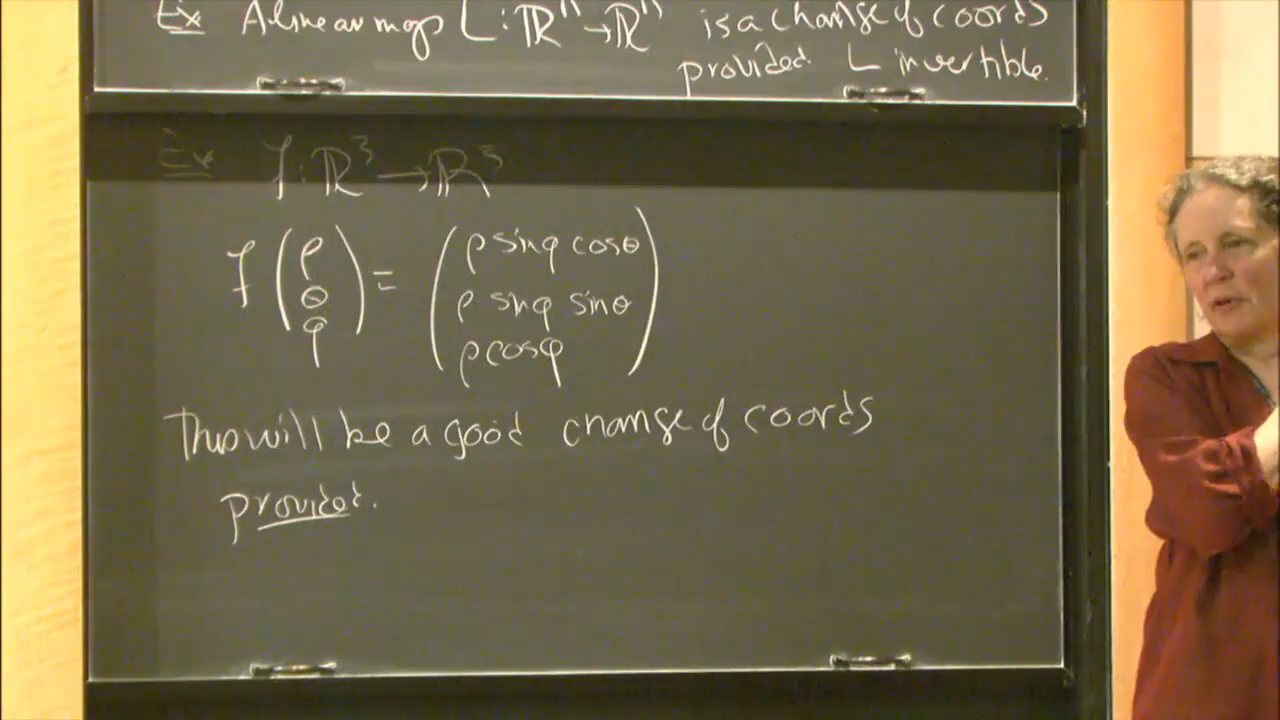 Ex A linear map L : ℝⁿ → ℝⁿ is a change of coords
provided L invertible.
Ex f : ℝ³ → ℝ³
f (ρ θ φ) = (ρ sinφ cosθ
ρ sinφ sinθ
ρ cosφ)
This will be a good change of coords
provided.